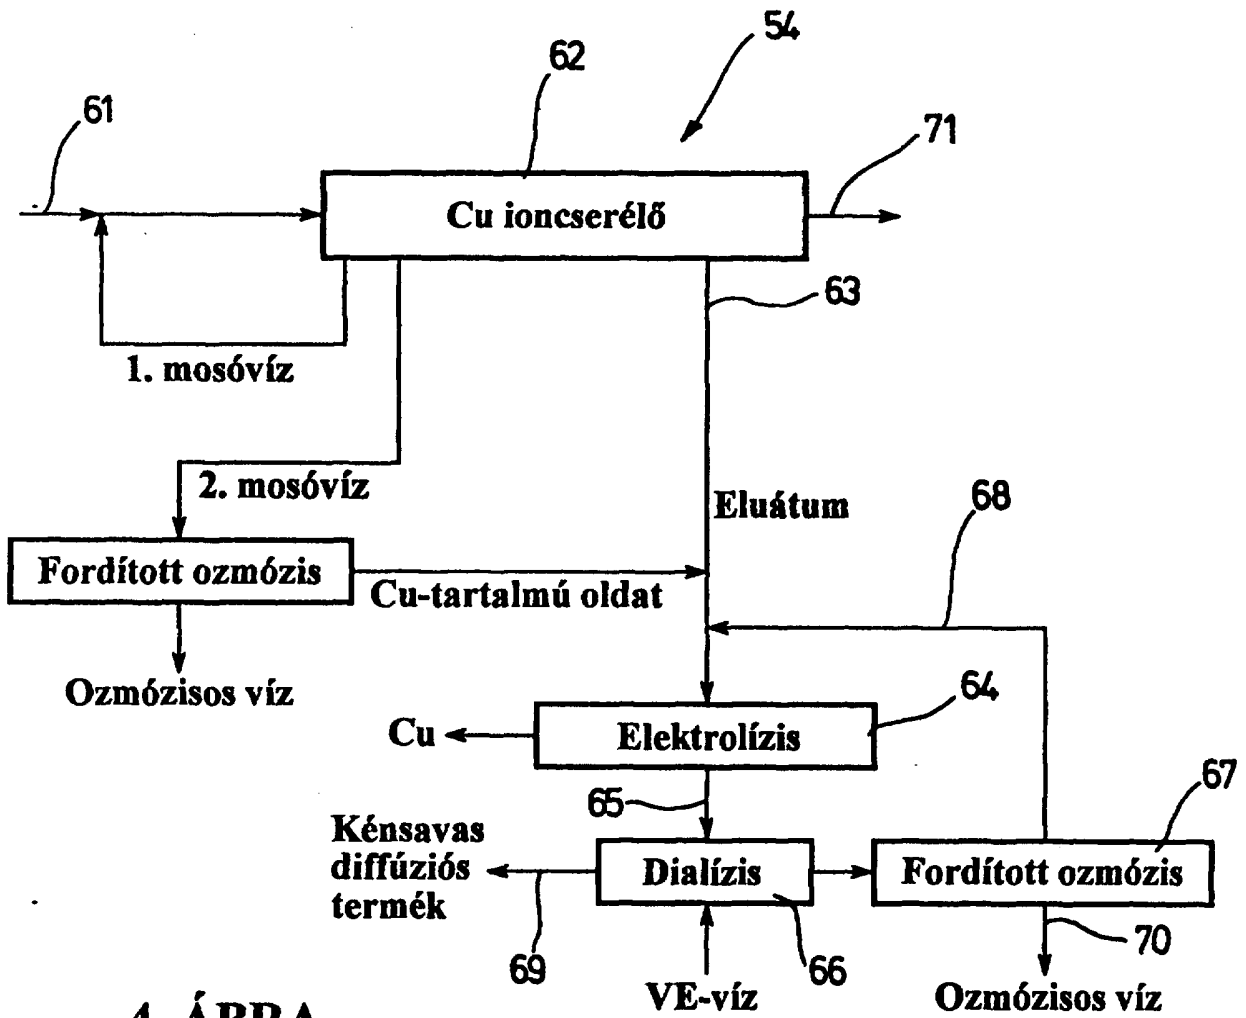 54
62
61
71
Cu ioncserélő
63
1. mosóvíz
2. mosóvíz
Eluátum
68
Fordított ozmózis
Cu-tartalmú oldat
Ozmózisos víz
64
Cu
Elektrolízis
67
65
Kénsavas
diffúziós
termék
Dialízis
Fordított ozmózis
69
66
70
VE-víz
Ozmózisos víz
4. ÁBRA